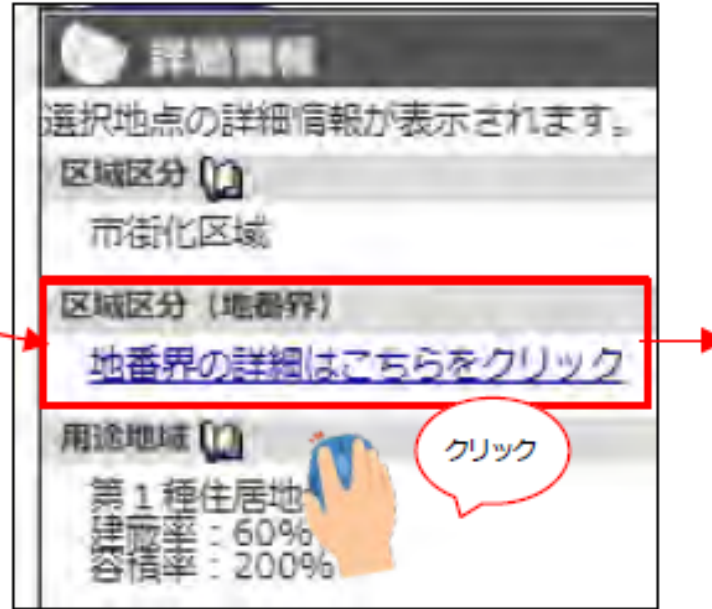 詳細情報
選択地点の詳細情報が表示されます。
区域区分
市街化区域
区域区分（地番界）
地番界の詳細はこちらをクリック
用途地域
クリック
第１種住居地
建蔽率：60%
容積率：200%